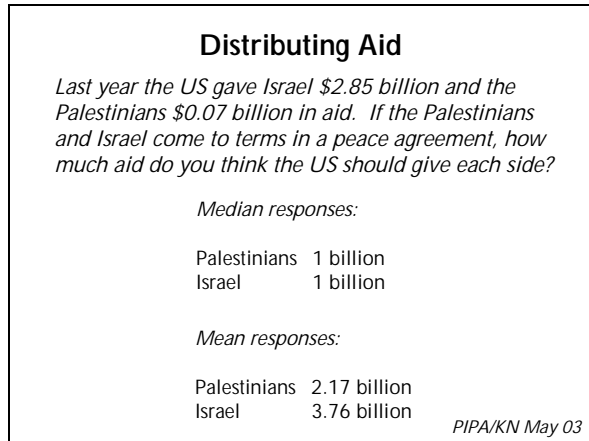 Distributing Aid
Last year the US gave Israel $2.85 billion and the
Palestinians $0.07 billion in aid. If the Palestinians
and Israel come to terms in a peace agreement, how
much aid do you think the US should give each side?
Median responses:
Palestinians 1 billion
Israel 1 billion
Mean responses:
Palestinians 2.17 billion
Israel 3.76 billion
PIPA/KN May 03